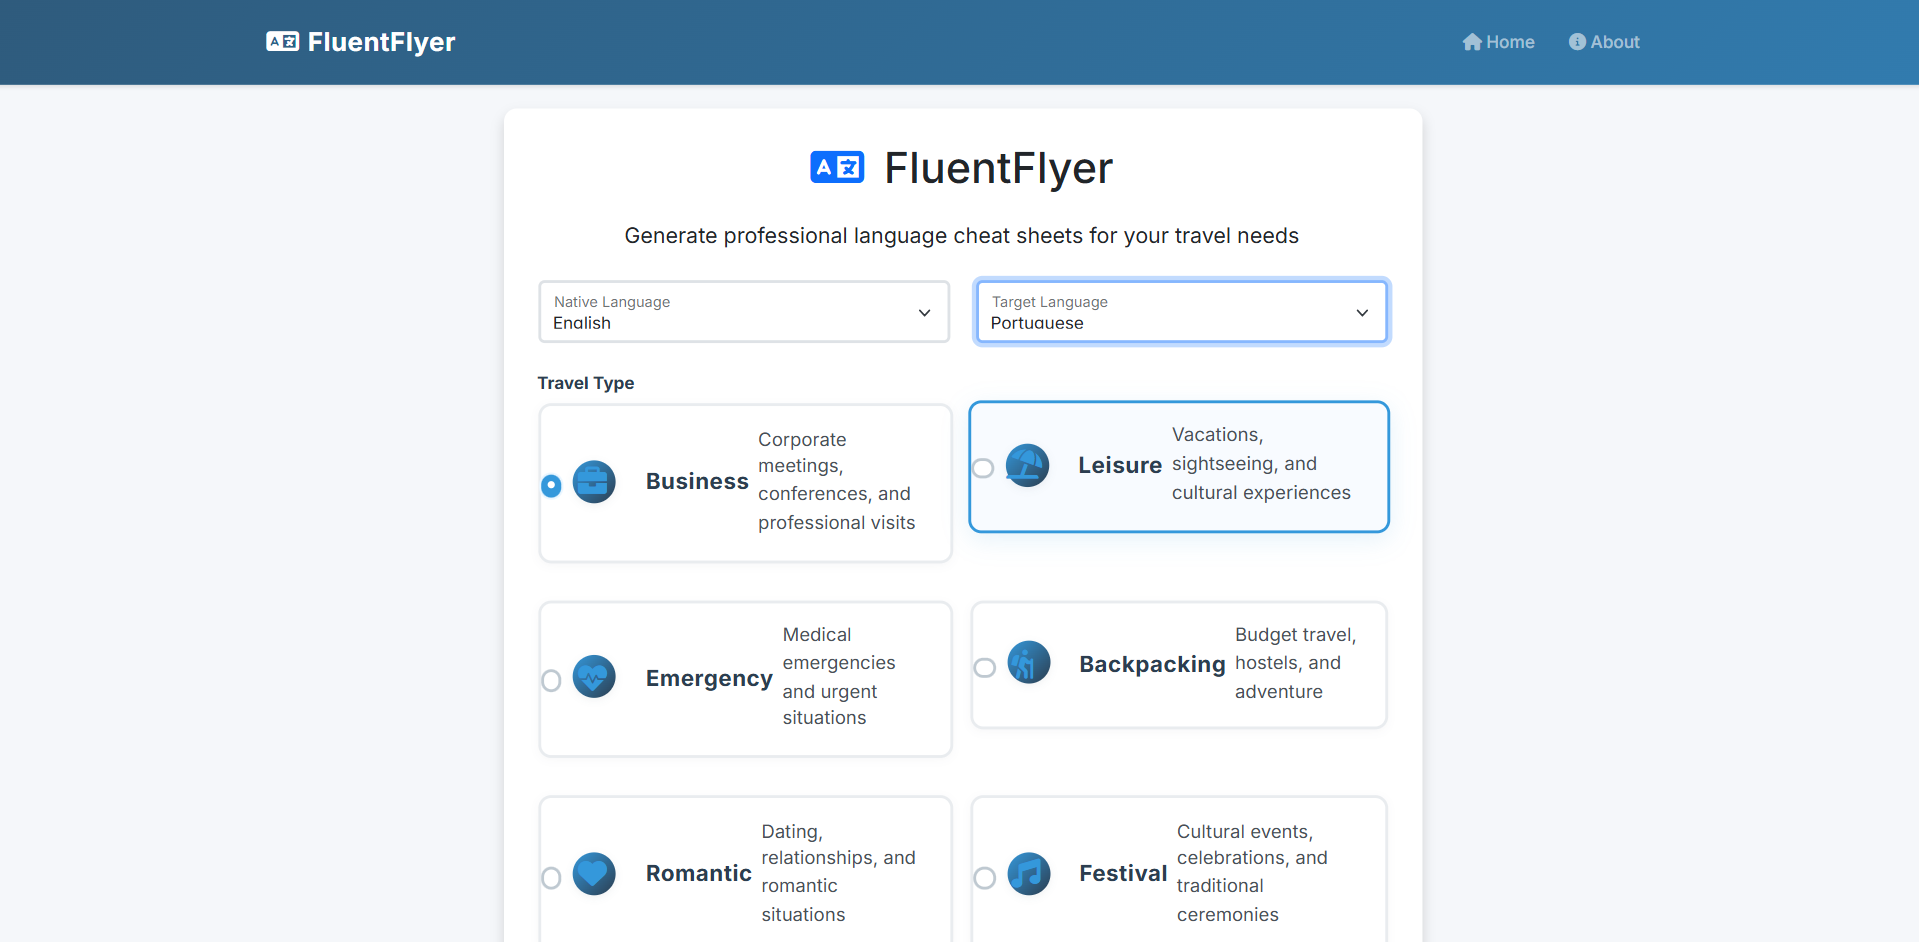 FluentFlyer
Home
About
FluentFlyer
Generate professional language cheat sheets for your travel needs
Native Language
English
Target Language
Portuguese
Travel Type
Business
Corporate
meetings,
conferences, and
professional visits
Leisure
Vacations,
sightseeing, and
cultural experiences
Emergency
Medical
emergencies
and urgent
situations
Backpacking
Budget travel,
hostels, and
adventure
Romantic
Dating,
relationships, and
romantic
situations
Festival
Cultural events,
celebrations, and
traditional
ceremonies